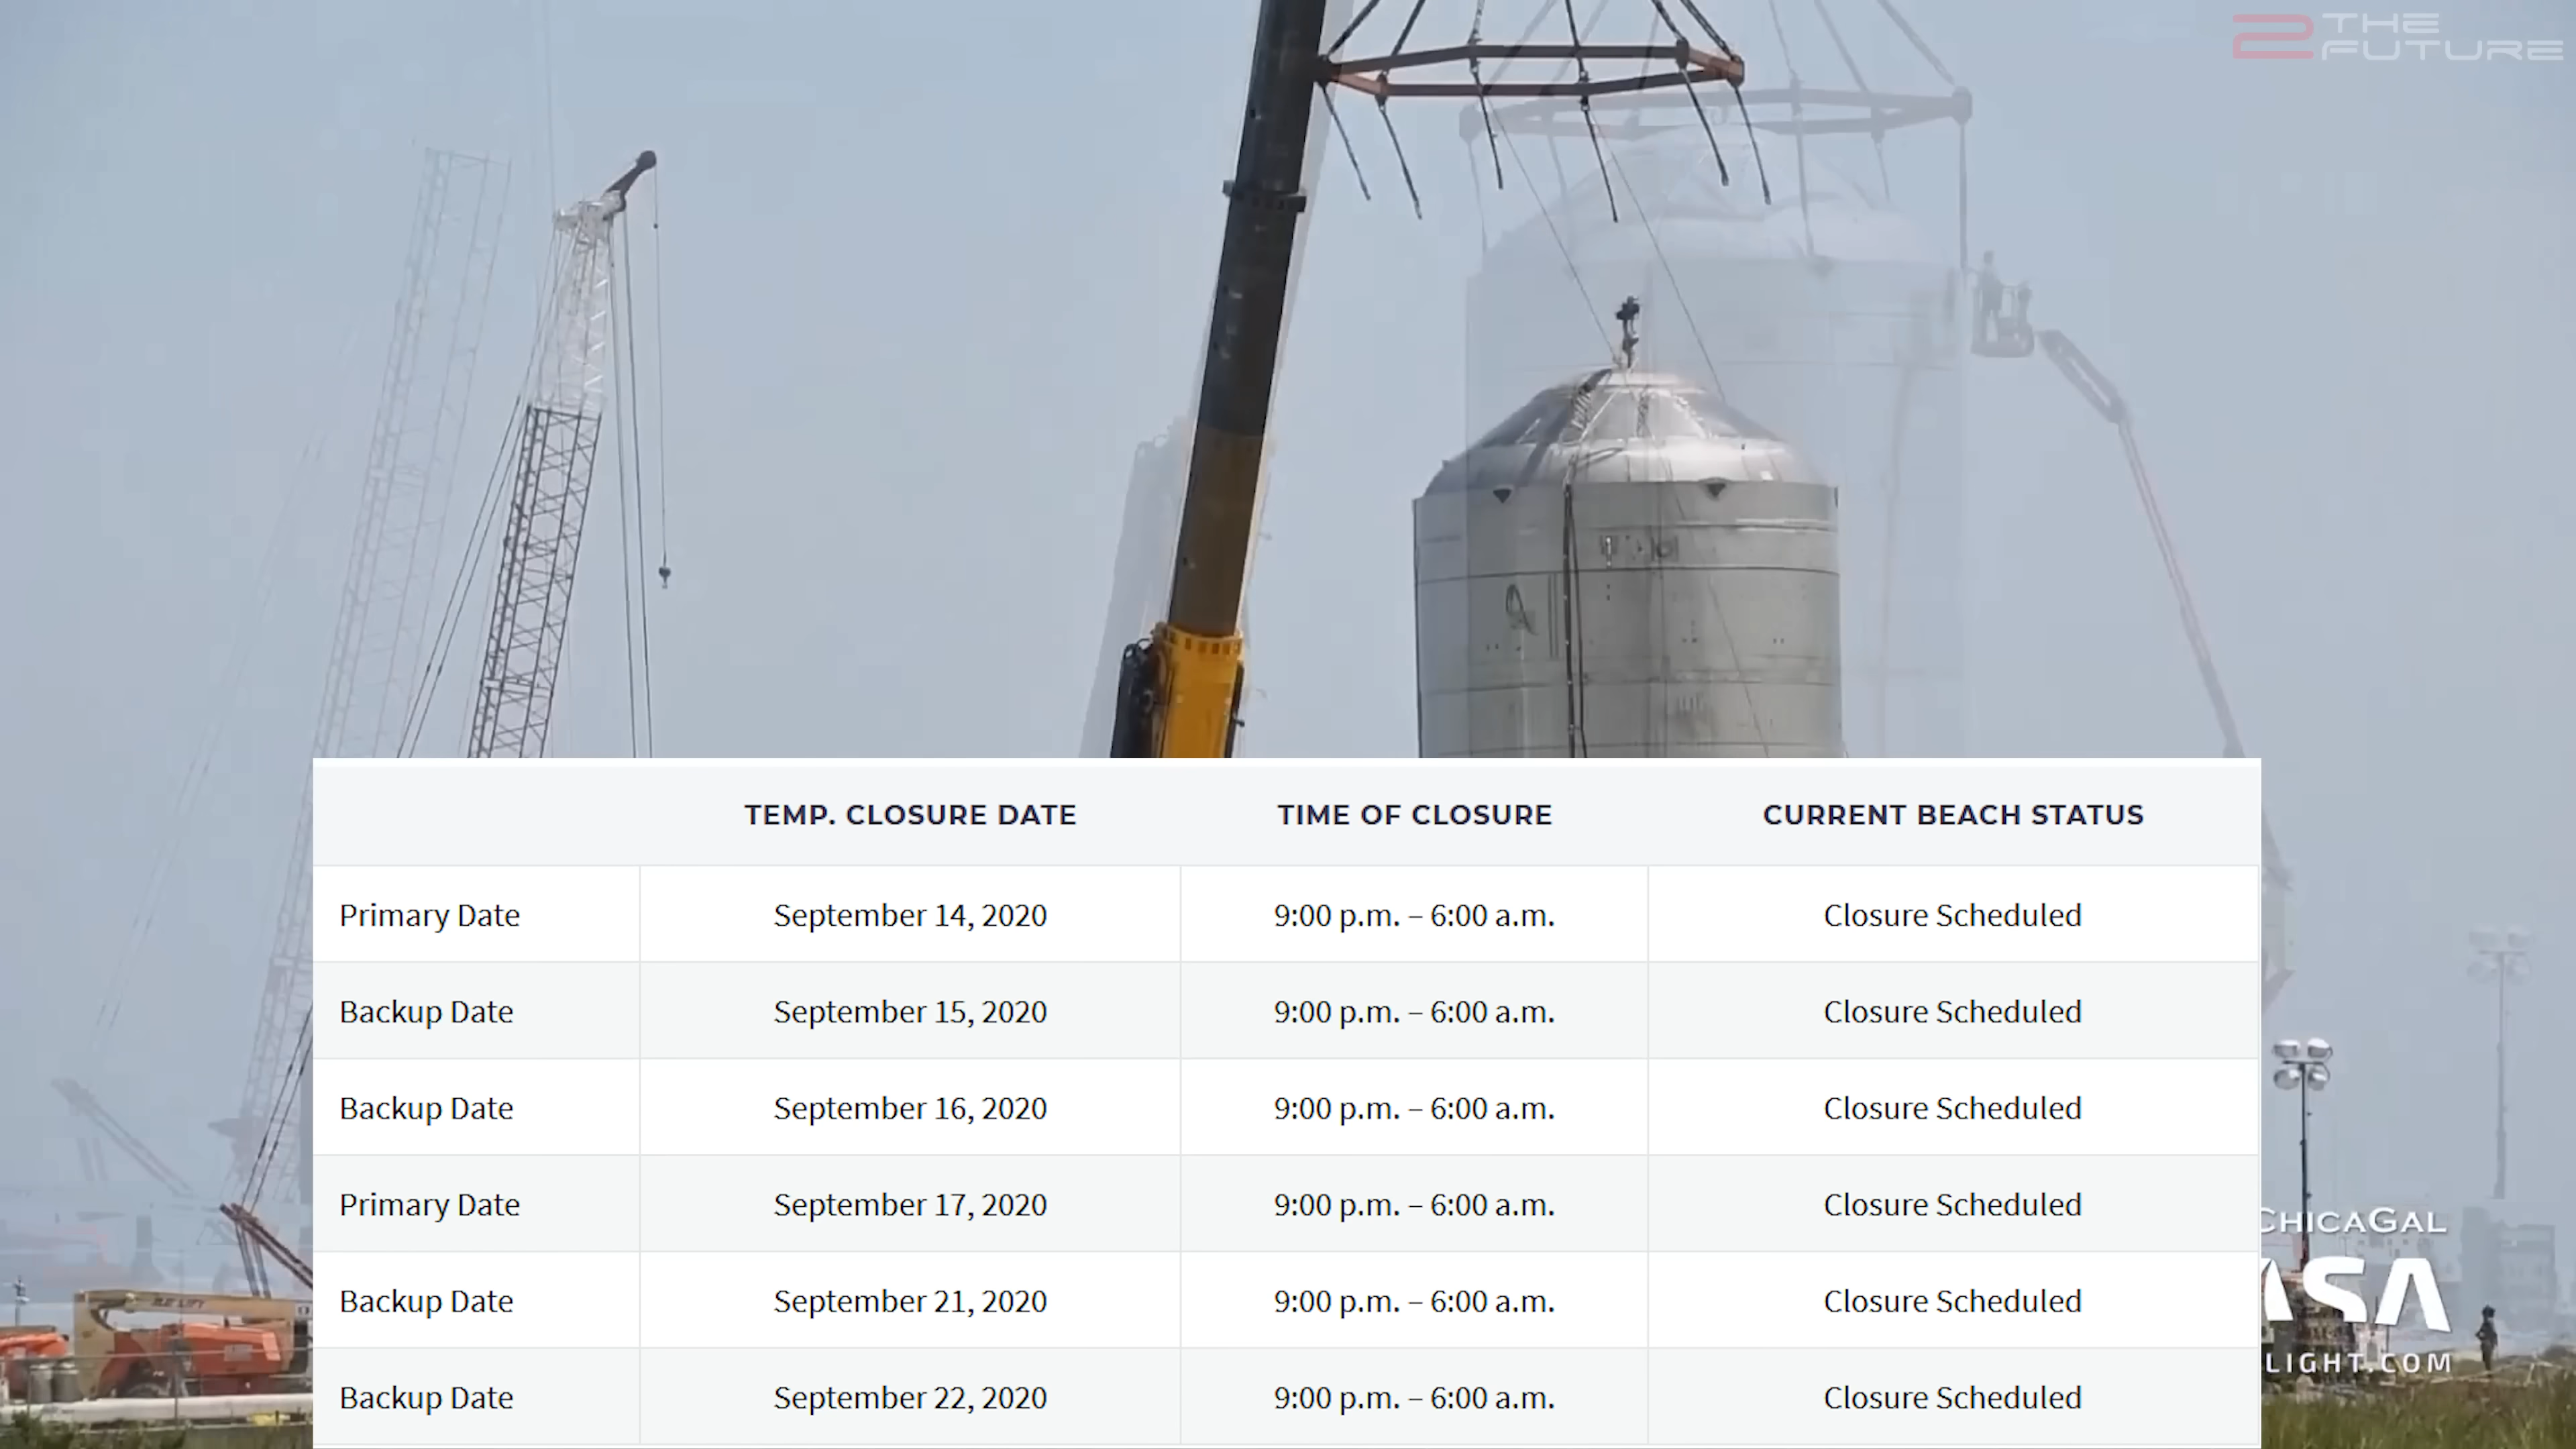 2 THE
FUTURE
TEMP. CLOSURE DATE TIME OF CLOSURE CURRENT BEACH STATUS
Primary Date September 14, 2020 9:00 p.m. – 6:00 a.m. Closure Scheduled
Backup Date September 15, 2020 9:00 p.m. – 6:00 a.m. Closure Scheduled
Backup Date September 16, 2020 9:00 p.m. – 6:00 a.m. Closure Scheduled
Primary Date September 17, 2020 9:00 p.m. – 6:00 a.m. Closure Scheduled
Backup Date September 21, 2020 9:00 p.m. – 6:00 a.m. Closure Scheduled
Backup Date September 22, 2020 9:00 p.m. – 6:00 a.m. Closure Scheduled
CHICAGAL
ASA
LIGHT.COM